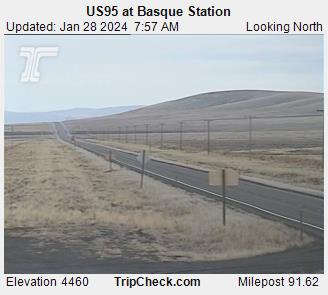 US95 at Basque Station
Updated: Jan 28 2024 7:57 AM Looking North
Elevation 4460 TripCheck.com Milepost 91.62